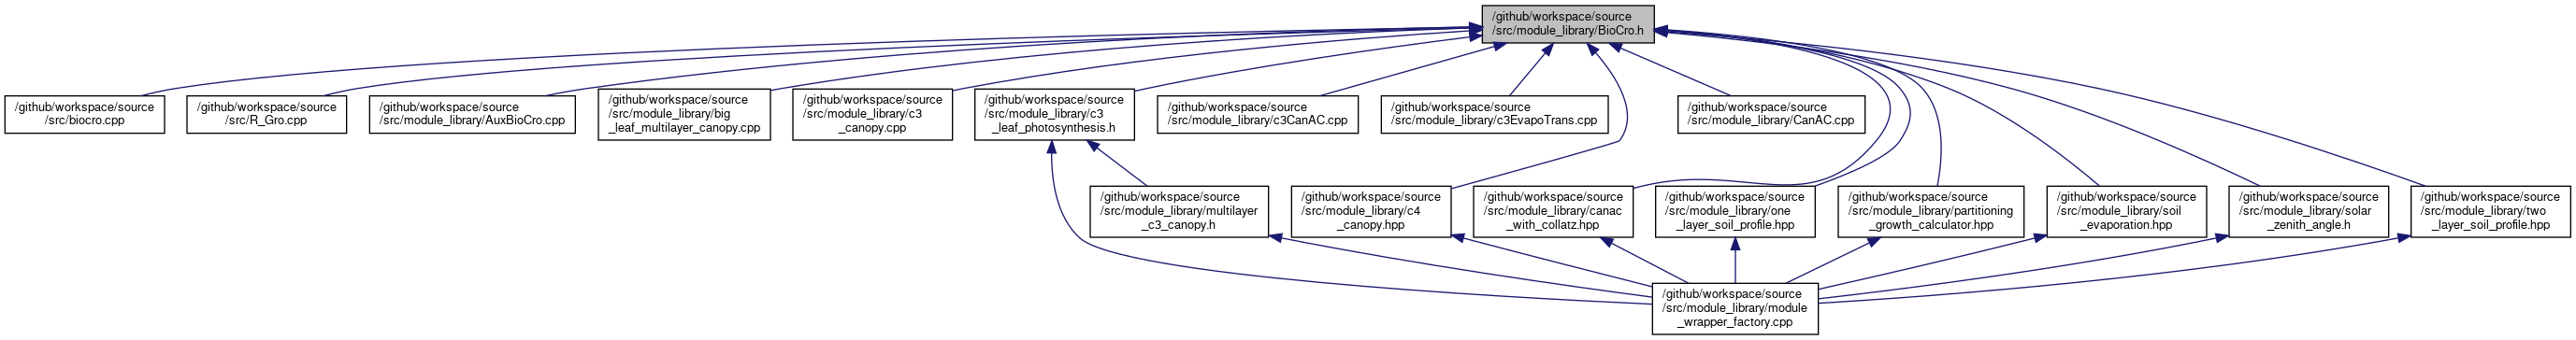 /github/workspace/source
/src/module_library/BioCro.h
/github/workspace/source
/src/biocro.cpp
/github/workspace/source
/src/R_Gro.cpp
/github/workspace/source
/src/module_library/AuxBioCro.cpp
/github/workspace/source
/src/module_library/big
_leaf_multilayer_canopy.cpp
/github/workspace/source
/src/module_library/c3
_canopy.cpp
/github/workspace/source
/src/module_library/c3
_leaf_photosynthesis.h
/github/workspace/source
/src/module_library/c3CanAC.cpp
/github/workspace/source
/src/module_library/c3EvapoTrans.cpp
/github/workspace/source
/src/module_library/CanAC.cpp
/github/workspace/source
/src/module_library/multilayer
_c3_canopy.h
/github/workspace/source
/src/module_library/c4
_canopy.hpp
/github/workspace/source
/src/module_library/canac
_with_collatz.hpp
/github/workspace/source
/src/module_library/one
_layer_soil_profile.hpp
/github/workspace/source
/src/module_library/partitioning
_growth_calculator.hpp
/github/workspace/source
/src/module_library/soil
_evaporation.hpp
/github/workspace/source
/src/module_library/solar
_zenith_angle.h
/github/workspace/source
/src/module_library/two
_layer_soil_profile.hpp
/github/workspace/source
/src/module_library/module
_wrapper_factory.cpp